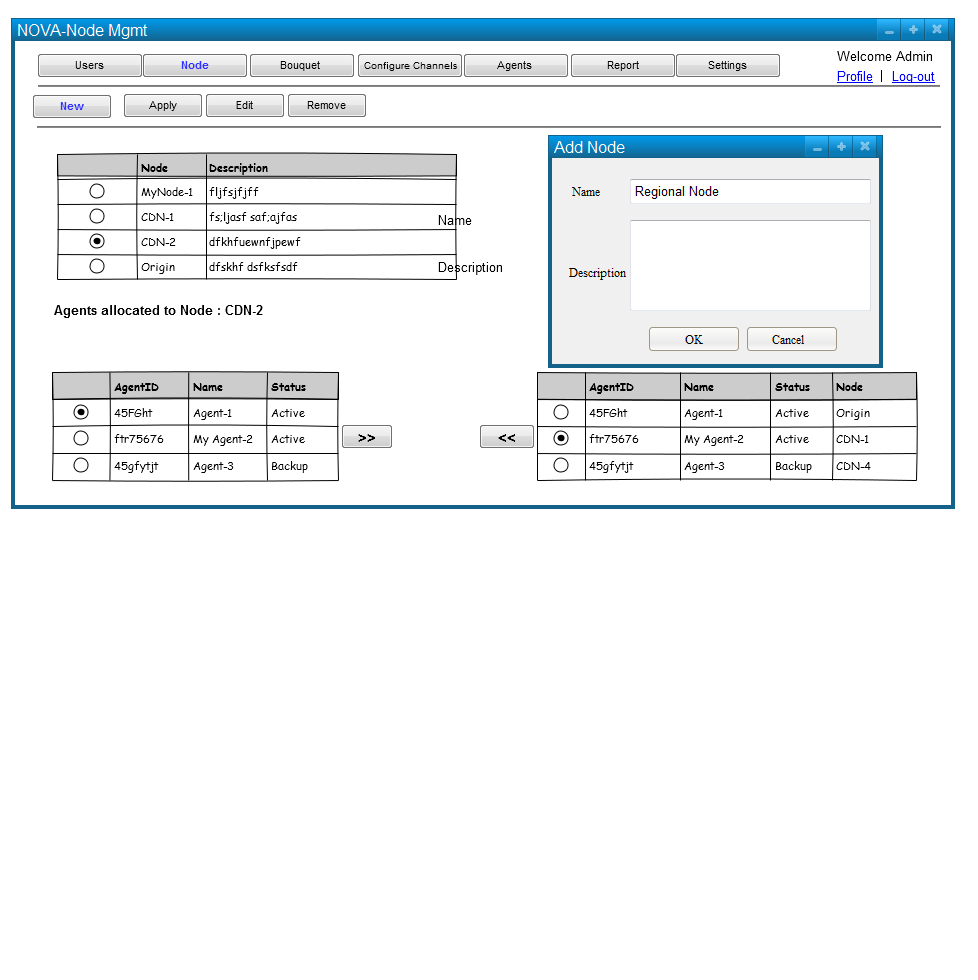 NOVA-Node Mgmt
Users Node Bouquet Configure Channels Agents Report Settings
Welcome Admin
Profile | Log-out
New Apply Edit Remove
Node Description
MyNode-1 fljfsjfjff
CDN-1 fs;ljasf saf;ajfas
CDN-2 dfkhfuewnfjpewf
Origin dfskhf dsfksfsdf
Name
Description
Add Node
Name Regional Node
Description
OK Cancel
Agents allocated to Node : CDN-2
AgentID Name Status
45FGht Agent-1 Active
ftr75676 My Agent-2 Active
45gfytjt Agent-3 Backup
>>
<<
AgentID Name Status Node
45FGht Agent-1 Active Origin
ftr75676 My Agent-2 Active CDN-1
45gfytjt Agent-3 Backup CDN-4